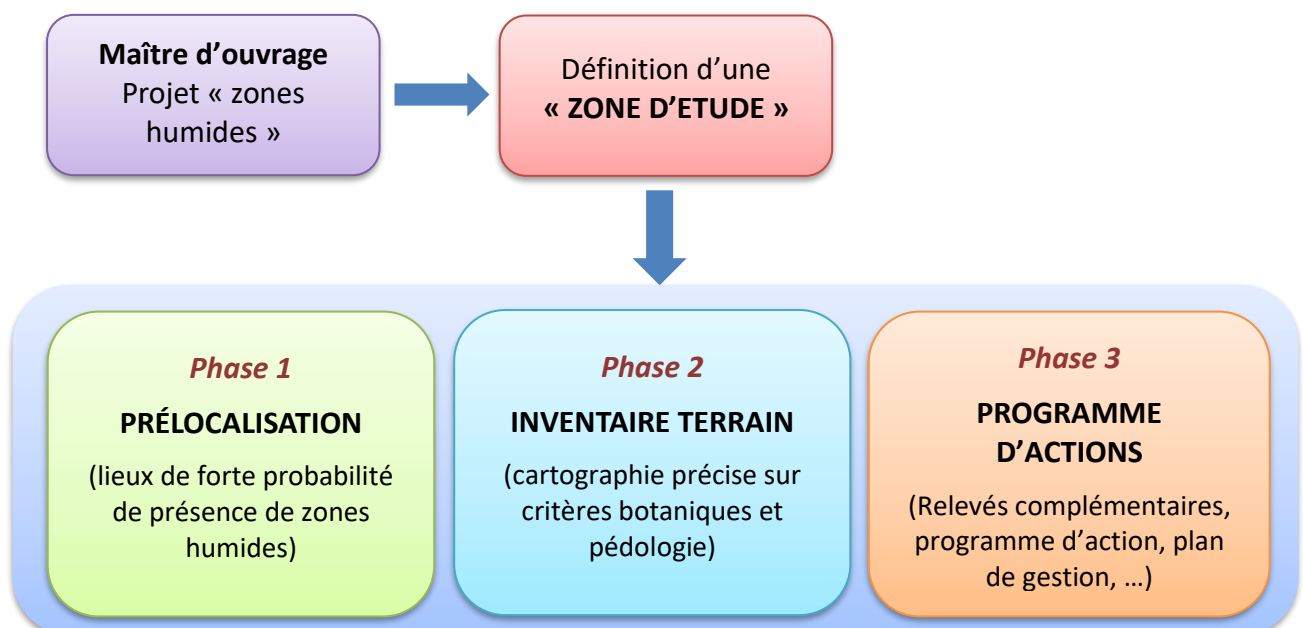 Maître d’ouvrage
Projet « zones
humides »
Définition d’une
« ZONE D’ETUDE »
Phase 1
PRÉLOCALISATION
(lieux de forte probabilité
de présence de zones
humides)
Phase 2
INVENTAIRE TERRAIN
(cartographie précise sur
critères botaniques et
pédologie)
Phase 3
PROGRAMME
D’ACTIONS
(Relevés complémentaires,
programme d’action, plan
de gestion, …)